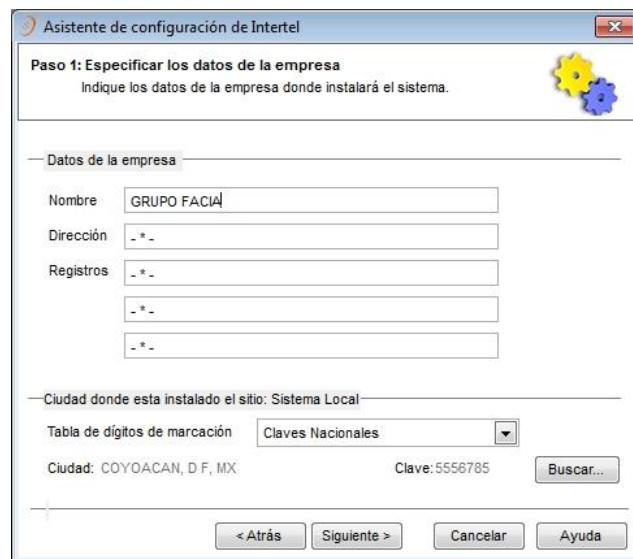 Asistente de configuración de Intertel
Paso 1: Especificar los datos de la empresa
Indique los datos de la empresa donde instalará el sistema.
Datos de la empresa
Nombre GRUPO FACIA
Dirección - * -
Registros - * -
- * -
- * -
Ciudad donde esta instalado el sitio: Sistema Local
Tabla de dígitos de marcación Claves Nacionales
Ciudad: COYOACAN, D F, MX Clave: 5556785 Buscar...
< Atrás Siguiente > Cancelar Ayuda